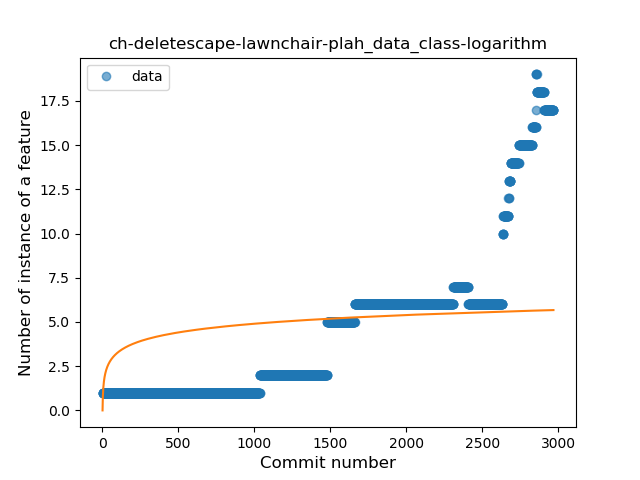 ch-deletescape-lawnchair-plah_data_class-logarithm
data
Number of instance of a feature
17.5
15.0
12.5
10.0
7.5
5.0
2.5
0.0
0 500 1000 1500 2000 2500 3000
Commit number